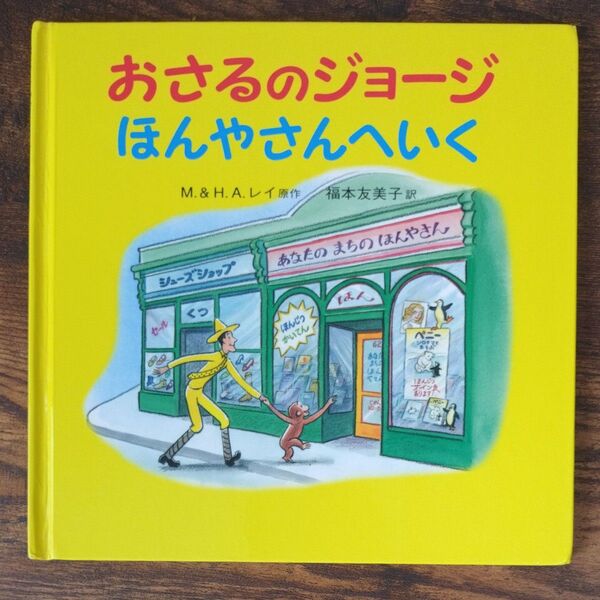 おさるのジョージ
ほんやさんへいく
M.&H.A.レイ原作　福本友美子訳
シューズショップ
あなたの まちの ほんやさん
セール
くつ
ほん
ほんじつ
かいてん
ペニー